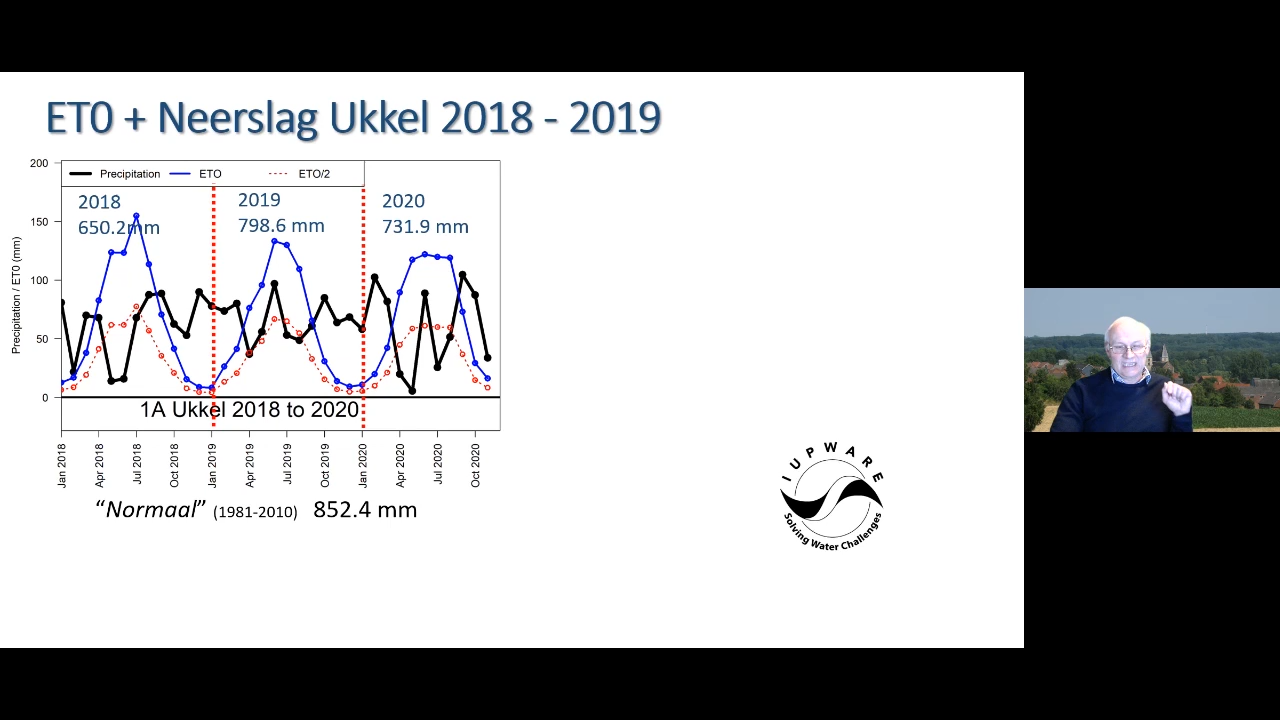 ET0 + Neerslag Ukkel 2018 - 2019
Precipitation ETO ETO/2
2018
650.2mm
2019
798.6 mm
2020
731.9 mm
Precipitation / ET0 (mm)
200
150
100
50
0
1A Ukkel 2018 to 2020
Jan 2018
Apr 2018
Jul 2018
Oct 2018
Jan 2019
Apr 2019
Jul 2019
Oct 2019
Jan 2020
Apr 2020
Jul 2020
Oct 2020
“Normaal” (1981-2010) 852.4 mm
IUPWARE
Solving Water Challenges